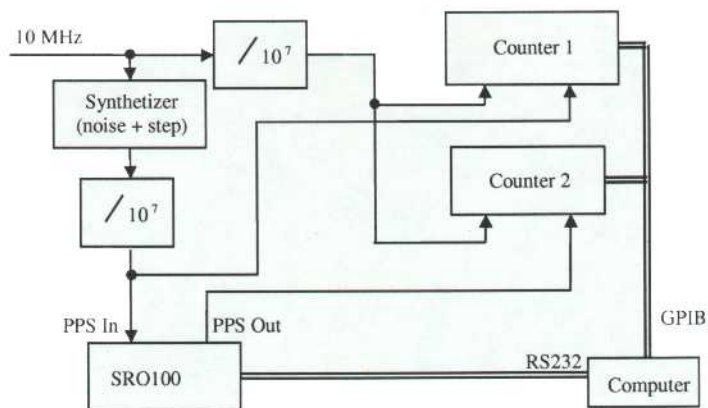 10 MHz
/ 10⁷
Counter 1
Synthetizer
(noise + step)
Counter 2
/ 10⁷
PPS In
PPS Out
GPIB
SRO100
RS232
Computer